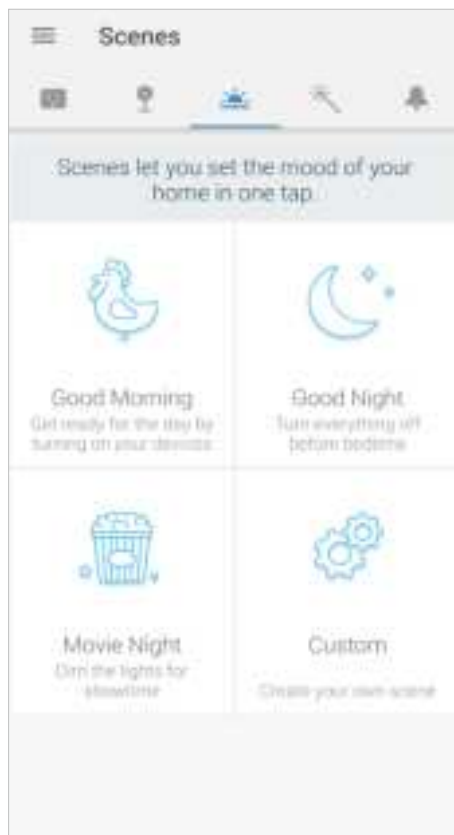 Scenes
Scenes let you set the mood of your
home in one tap
Good Morning
Get ready for the day by
turning on your devices
Good Night
Turn everything off
before bedtime
Movie Night
Dim the lights for
showtime
Custom
Create your own scene